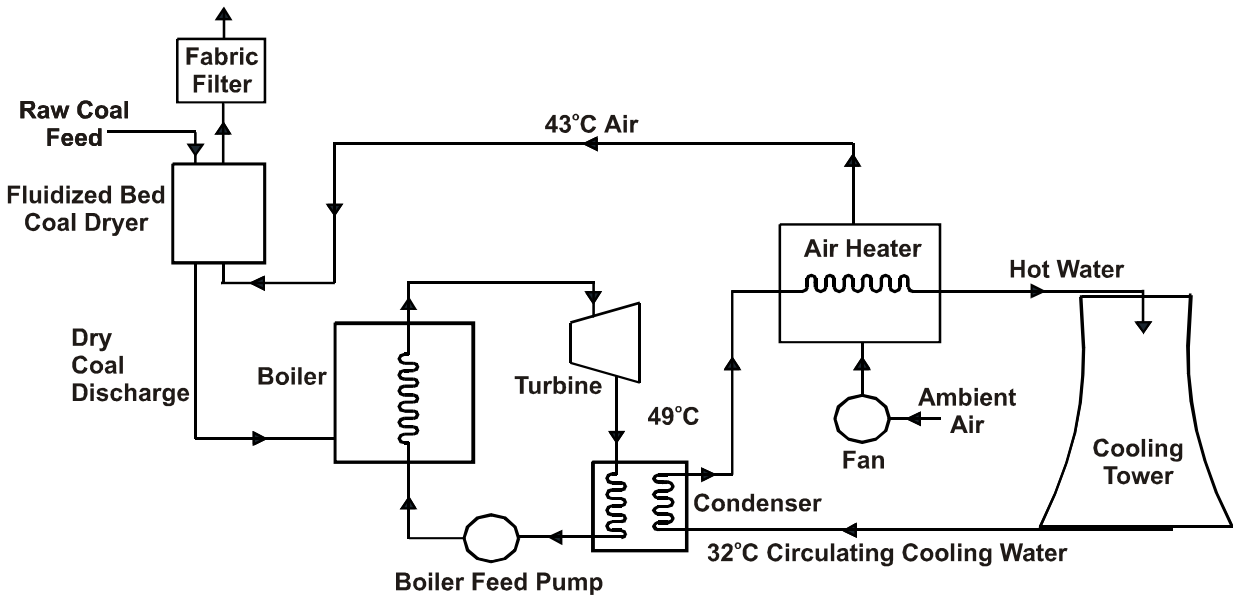 Fabric
Filter
Raw Coal
Feed
43°C Air
Fluidized Bed
Coal Dryer
Air Heater
Hot Water
Dry
Coal
Discharge
Boiler
Turbine
49°C
Ambient
Air
Fan
Cooling
Tower
Condenser
32°C Circulating Cooling Water
Boiler Feed Pump